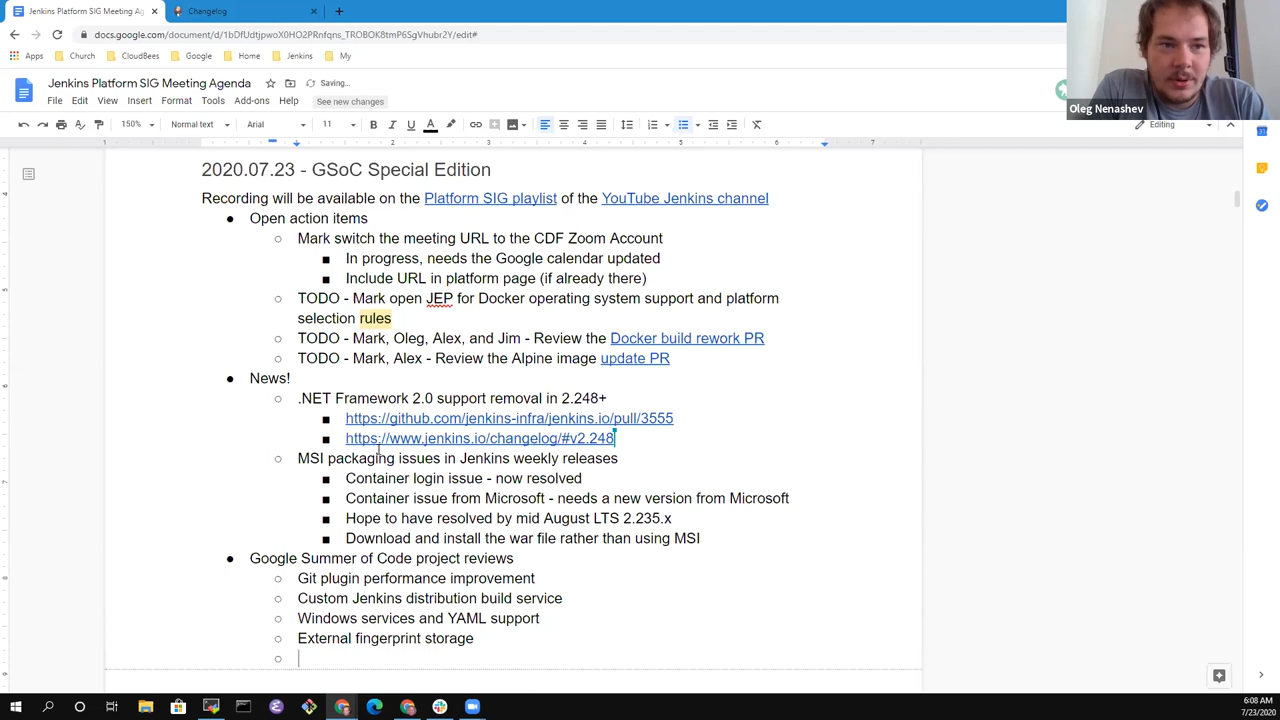 Jenkins Platform SIG Meeting Ag
Changelog
docs.google.com/document/d/1bDfUdtjpwoX0HO2PRnfqns_TROBOK8tmP6SgVhubr2Y/edit#
Apps
Church
CloudBees
Google
Home
Jenkins
My
Oleg Nenashev
Jenkins Platform SIG Meeting Agenda
Saving...
File Edit View Insert Format Tools Add-ons Help See new changes
150% Normal text Arial 11
Editing
1 2 3 4 5 6 7
2020.07.23 - GSoC Special Edition
Recording will be available on the Platform SIG playlist of the YouTube Jenkins channel
● Open action items
○ Mark switch the meeting URL to the CDF Zoom Account
■ In progress, needs the Google calendar updated
■ Include URL in platform page (if already there)
○ TODO - Mark open JEP for Docker operating system support and platform
selection rules
○ TODO - Mark, Oleg, Alex, and Jim - Review the Docker build rework PR
○ TODO - Mark, Alex - Review the Alpine image update PR
● News!
○ .NET Framework 2.0 support removal in 2.248+
■ https://github.com/jenkins-infra/jenkins.io/pull/3555
■ https://www.jenkins.io/changelog/#v2.248
○ MSI packaging issues in Jenkins weekly releases
■ Container login issue - now resolved
■ Container issue from Microsoft - needs a new version from Microsoft
■ Hope to have resolved by mid August LTS 2.235.x
■ Download and install the war file rather than using MSI
● Google Summer of Code project reviews
○ Git plugin performance improvement
○ Custom Jenkins distribution build service
○ Windows services and YAML support
○ External fingerprint storage
○
6:08 AM
7/23/2020